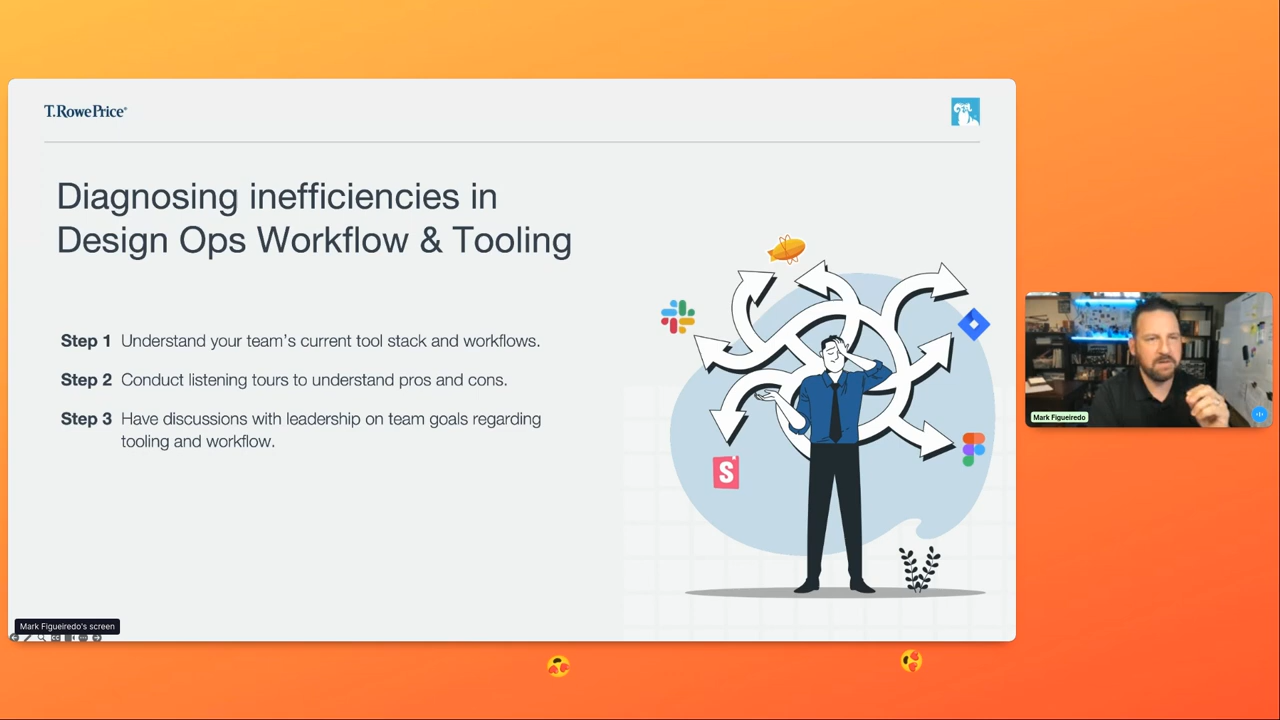 T.RowePrice®
Diagnosing inefficiencies in
Design Ops Workflow & Tooling
Step 1 Understand your team's current tool stack and workflows.
Step 2 Conduct listening tours to understand pros and cons.
Step 3 Have discussions with leadership on team goals regarding
tooling and workflow.
S
Mark Figueiredo's screen
Mark Figueiredo